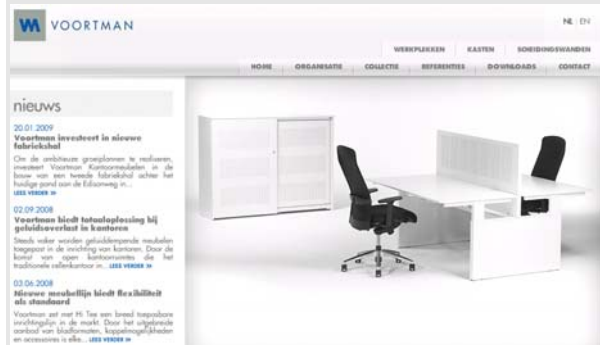 VOORTMAN
NL | EN
WERKPLEKKEN KASTEN SCHEIDINGSWANDEN
HOME ORGANISATIE COLLECTIE REFERENTIES DOWNLOADS CONTACT
nieuws
20.01.2009
Voortman investeert in nieuwe
fabriekshal
Om de ambitieuze groeiplannen te realiseren,
investeert Voortman Kantoormeubelen in de
bouw van een tweede fabriekshal achter het
huidige pand aan de Edisonweg in...
LEES VERDER »
02.09.2008
Voortman biedt totaaloplossing bij
geluidsoverlast in kantoren
Steeds vaker worden geluiddempende meubelen
toegepast in de inrichting van kantoren. Door de
komst van open kantoorruimtes die het
traditionele cellenkantoor in... LEES VERDER »
03.06.2008
Nieuwe meubellijn biedt flexibiliteit
als standaard
Voortman zet met Hi Tee een breed toepasbare
inrichtingslijn in de markt. Door het uitgebreide
aanbod van bladformaten, koppelmogelijkheden
en accessoires is elke... LEES VERDER »